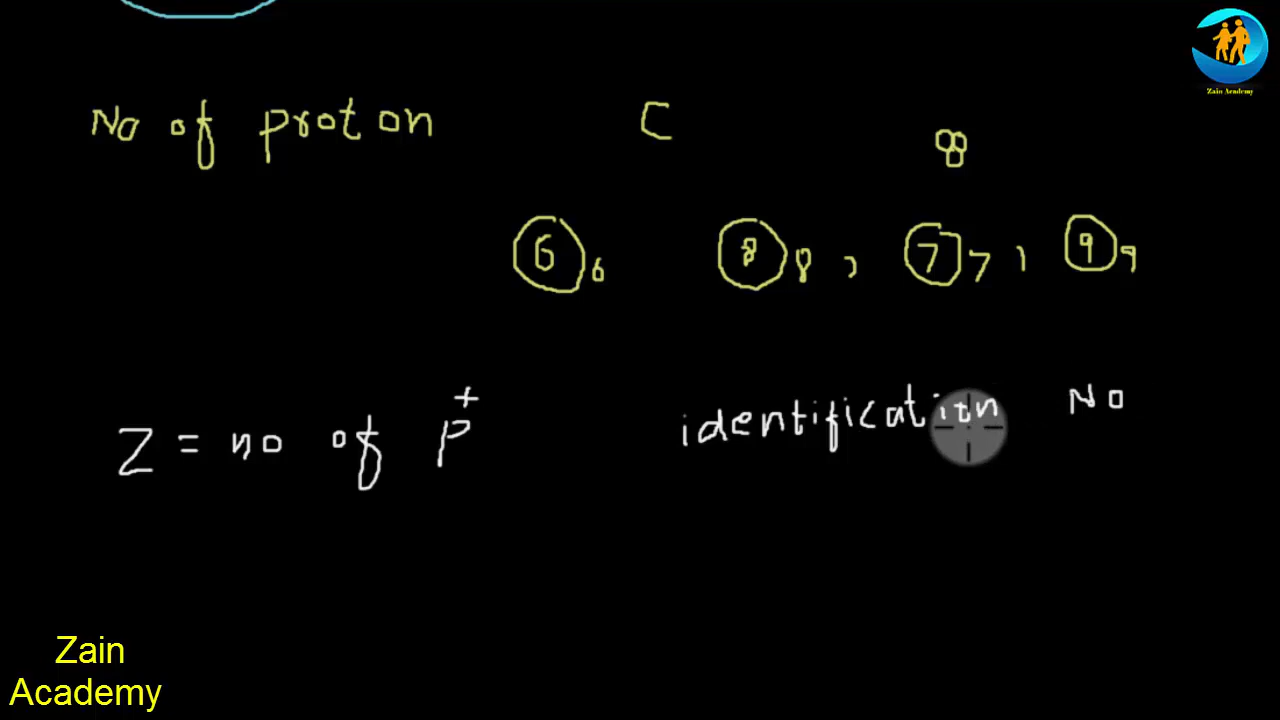 Zain Academy
No of proton C
8
6 6 8 8 , 7 7 , 9 9
Z = no of p+ identification No
Zain
Academy